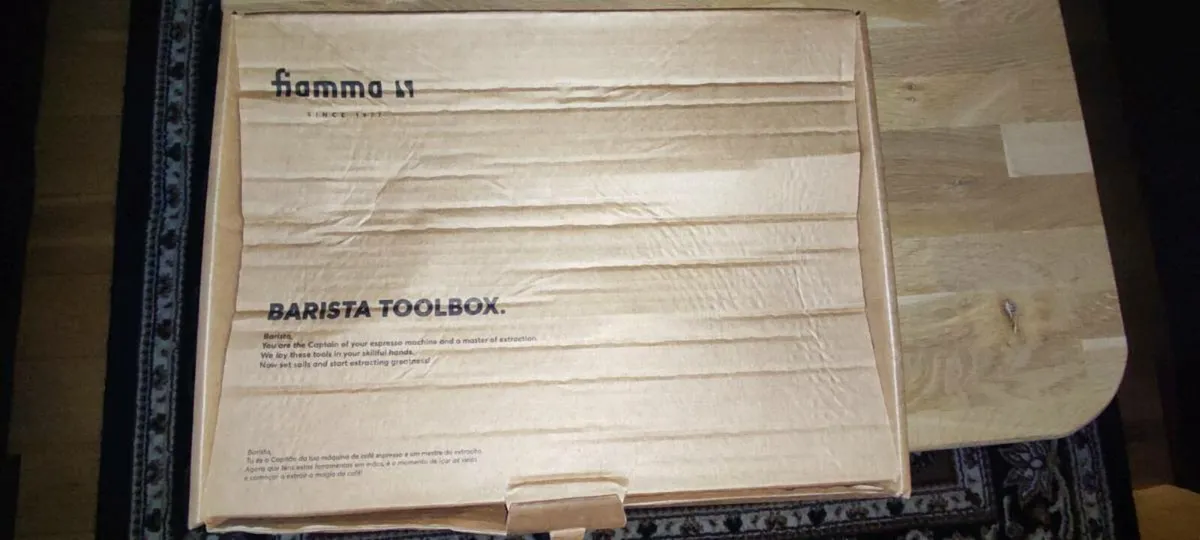 fiamma
SINCE 1977
BARISTA TOOLBOX.
Barista,
You are the Captain of your espresso machine and a master of extraction.
We lay these tools in your skillful hands.
Now set sails and start extracting greatness!
Barista,
Tu és o Capitão da tua máquina de café espresso e um mestre da extração.
Agora que tens estas ferramentas em mãos, é o momento de içar as velas
e começar a extrair a magia do café!